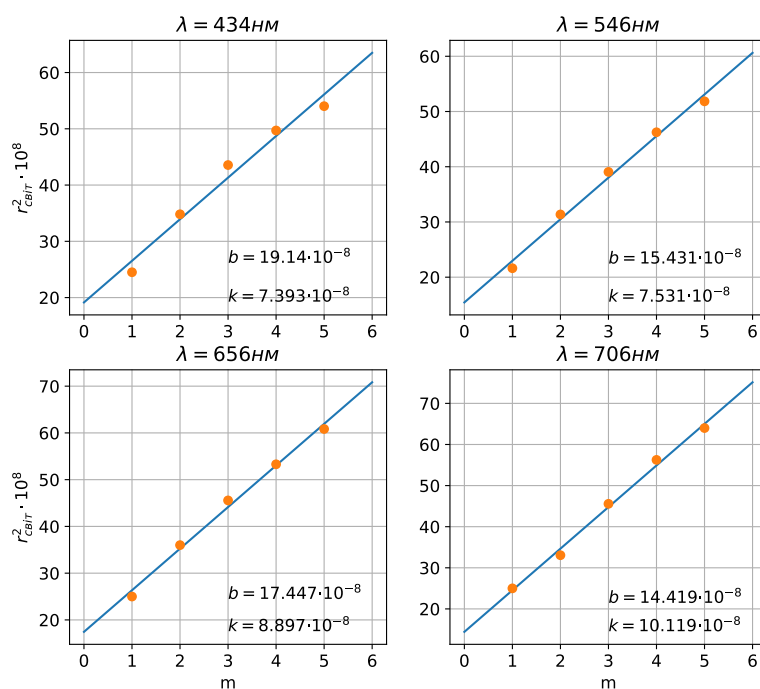 λ = 434нм
r²світ · 10⁸
60
50
40
30
20
b = 19.14·10⁻⁸
k = 7.393·10⁻⁸
0 1 2 3 4 5 6
λ = 546нм
60
50
40
30
20
b = 15.431·10⁻⁸
k = 7.531·10⁻⁸
0 1 2 3 4 5 6
λ = 656нм
r²світ · 10⁸
70
60
50
40
30
20
b = 17.447·10⁻⁸
k = 8.897·10⁻⁸
0 1 2 3 4 5 6
m
λ = 706нм
70
60
50
40
30
20
b = 14.419·10⁻⁸
k = 10.119·10⁻⁸
0 1 2 3 4 5 6
m